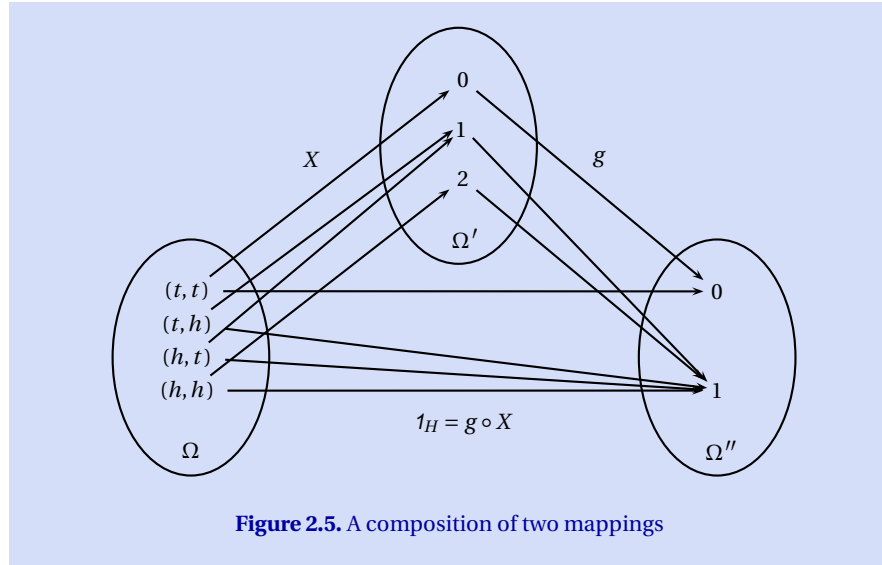 0
1
X
g
2
Ω′
(t, t)
0
(t, h)
(h, t)
(h, h)
1
1_H = g ∘ X
Ω
Ω″
Figure 2.5. A composition of two mappings